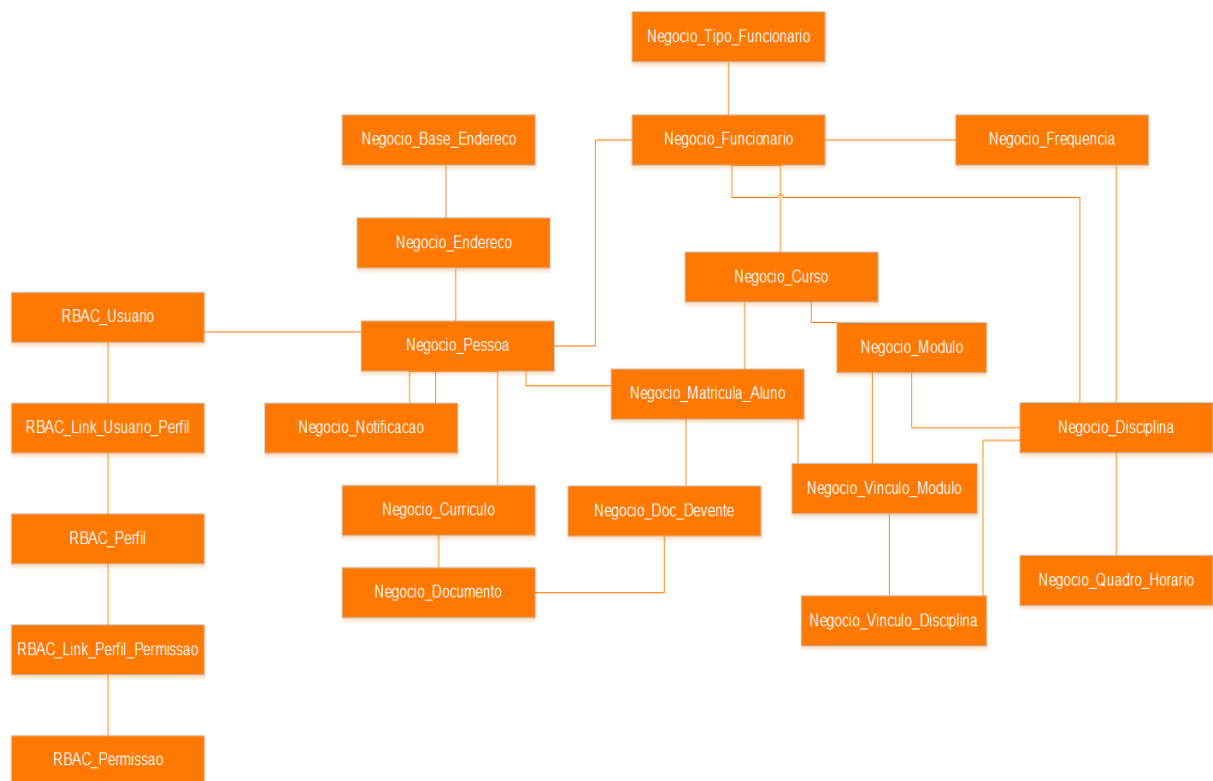 Negocio_Tipo_Funcionario
Negocio_Base_Endereco
Negocio_Funcionario
Negocio_Frequencia
Negocio_Endereco
Negocio_Curso
RBAC_Usuario
Negocio_Pessoa
Negocio_Modulo
Negocio_Matricula_Aluno
RBAC_Link_Usuario_Perfil
Negocio_Notificacao
Negocio_Disciplina
Negocio_Curriculo
Negocio_Doc_Devente
Negocio_Vinculo_Modulo
RBAC_Perfil
Negocio_Documento
Negocio_Quadro_Horario
Negocio_Vinculo_Disciplina
RBAC_Link_Perfil_Permissao
RBAC_Permissao